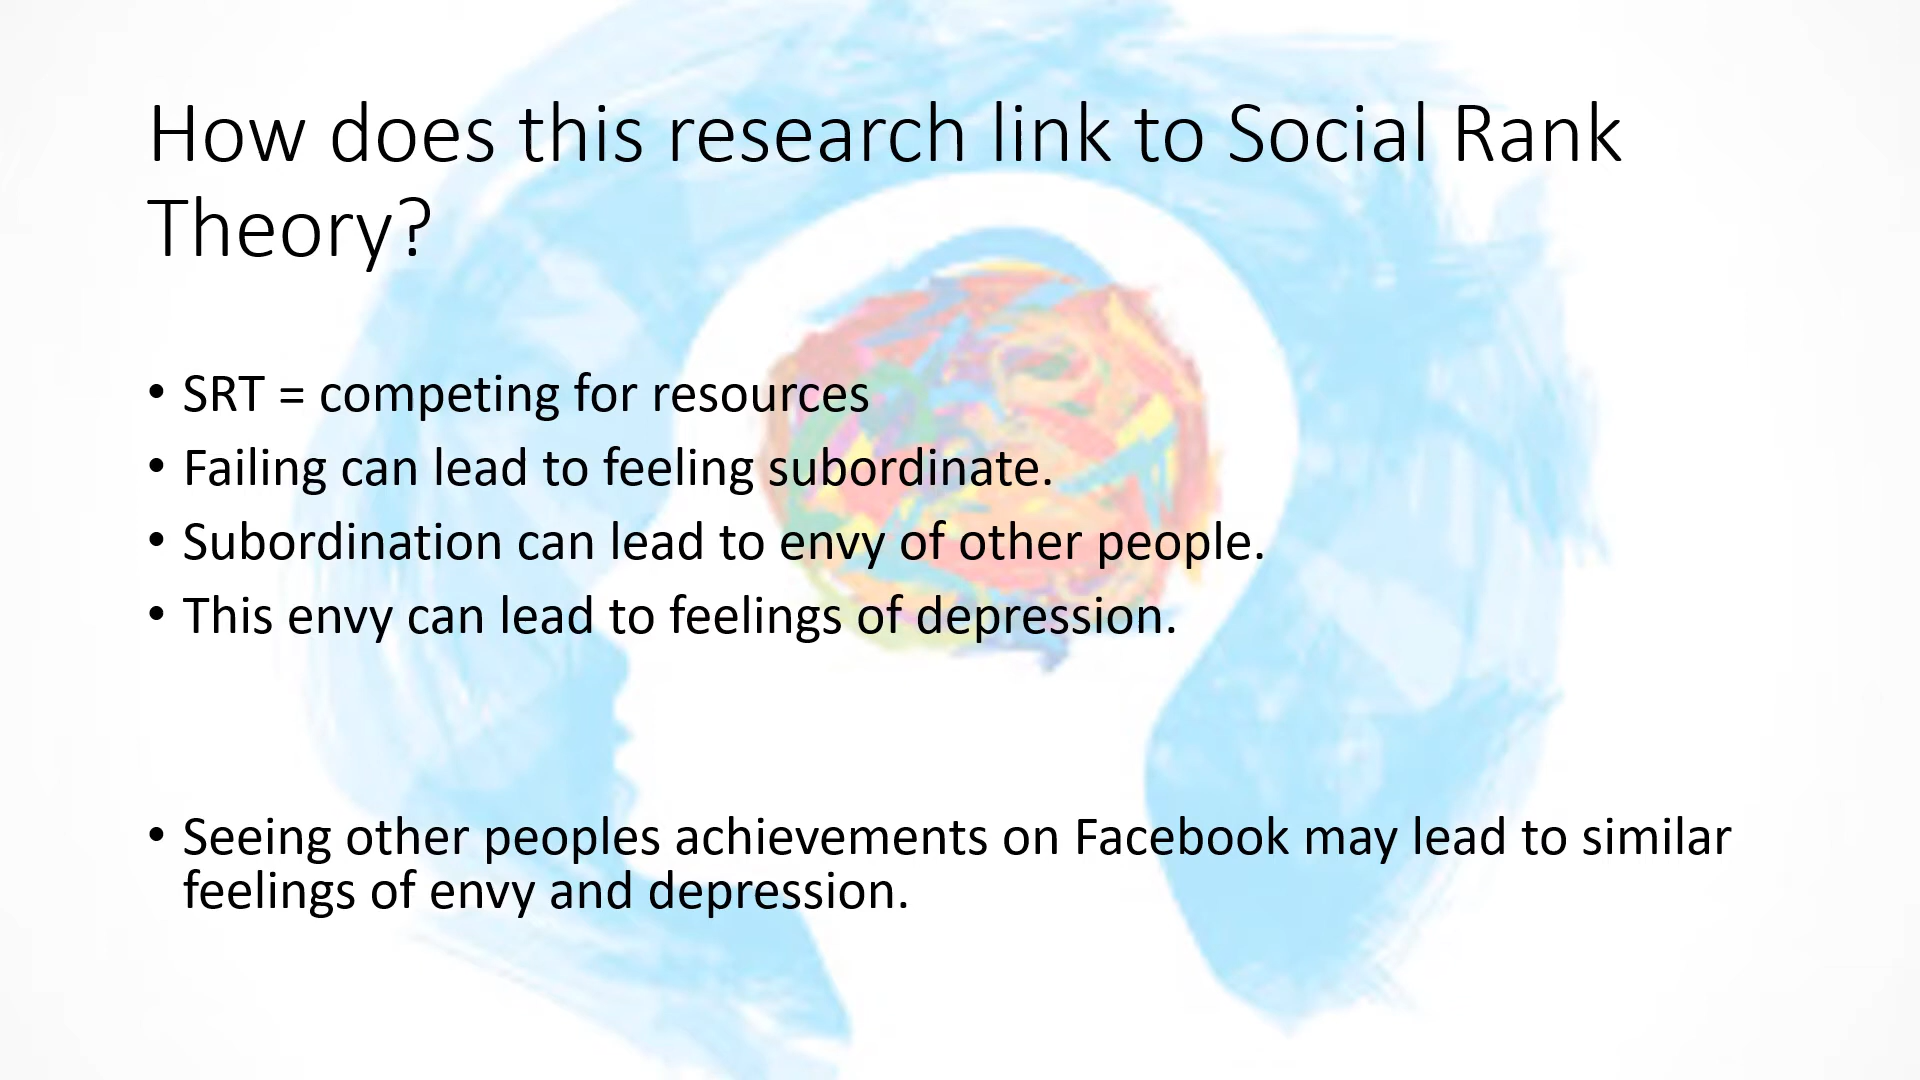 How does this research link to Social Rank
Theory?
• SRT = competing for resources
• Failing can lead to feeling subordinate.
• Subordination can lead to envy of other people.
• This envy can lead to feelings of depression.
• Seeing other peoples achievements on Facebook may lead to similar
feelings of envy and depression.